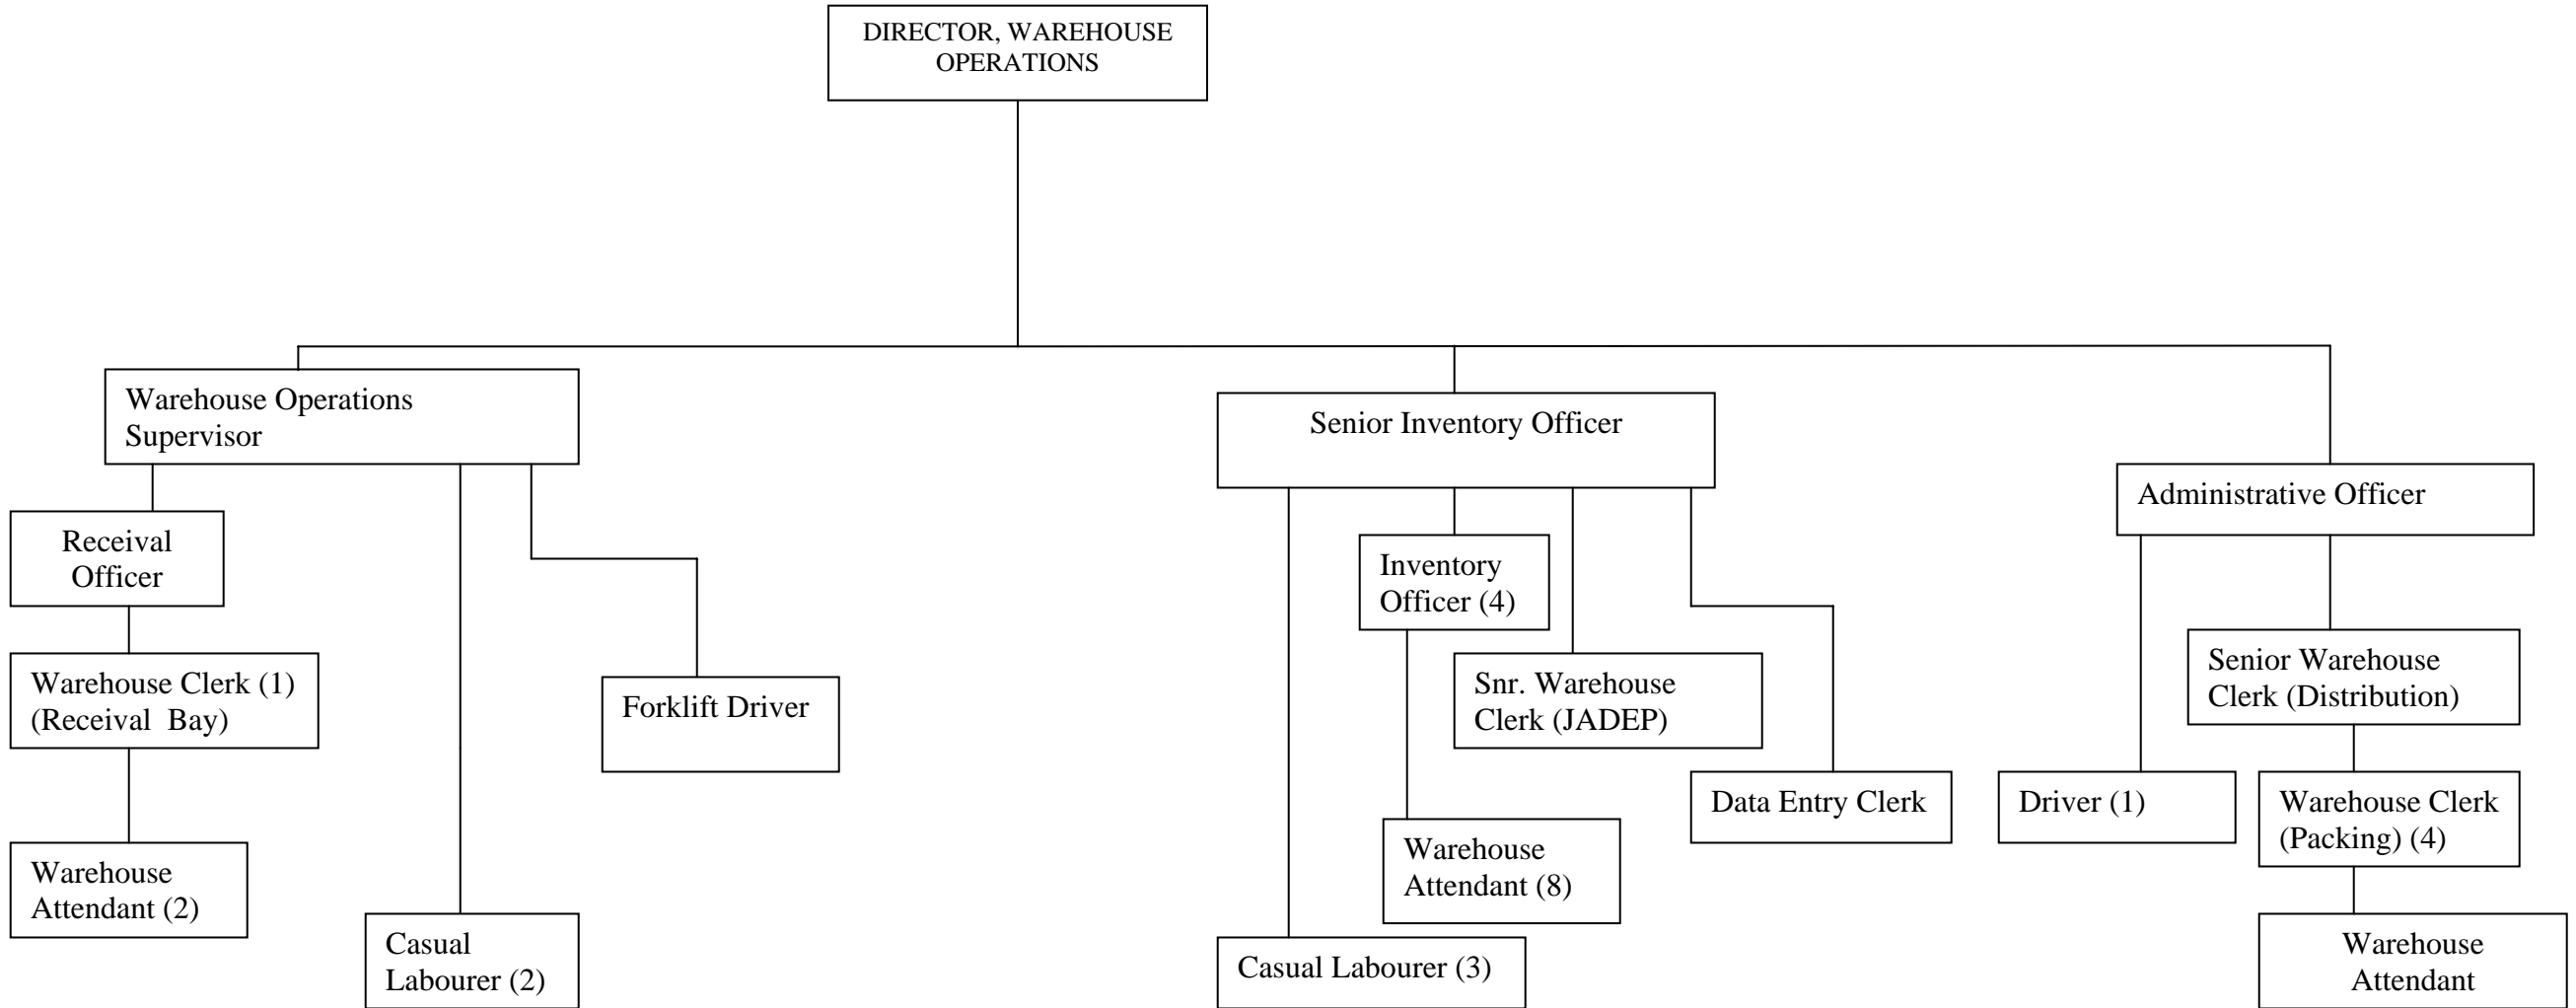 DIRECTOR, WAREHOUSE
OPERATIONS
Warehouse Operations
Supervisor
Senior Inventory Officer
Administrative Officer
Receival
Officer
Inventory
Officer (4)
Warehouse Clerk (1)
(Receival  Bay)
Forklift Driver
Snr. Warehouse
Clerk (JADEP)
Senior Warehouse
Clerk (Distribution)
Data Entry Clerk
Driver (1)
Warehouse Clerk
(Packing) (4)
Warehouse
Attendant (2)
Warehouse
Attendant (8)
Casual
Labourer (2)
Casual Labourer (3)
Warehouse
Attendant